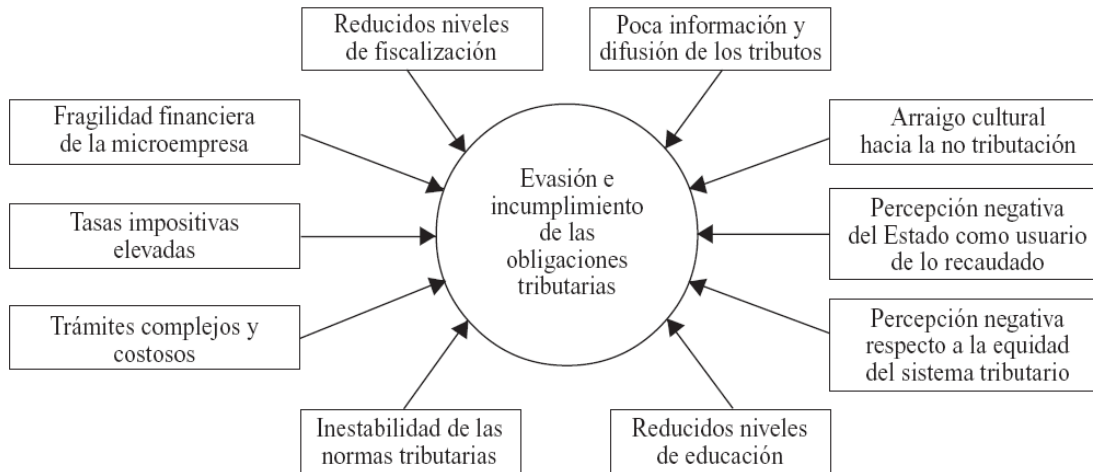 Reducidos niveles
de fiscalización
Poca información y
difusión de los tributos
Fragilidad financiera
de la microempresa
Arraigo cultural
hacia la no tributación
Evasión e
incumplimiento
de las
obligaciones
tributarias
Tasas impositivas
elevadas
Percepción negativa
del Estado como usuario
de lo recaudado
Trámites complejos y
costosos
Percepción negativa
respecto a la equidad
del sistema tributario
Inestabilidad de las
normas tributarias
Reducidos niveles
de educación